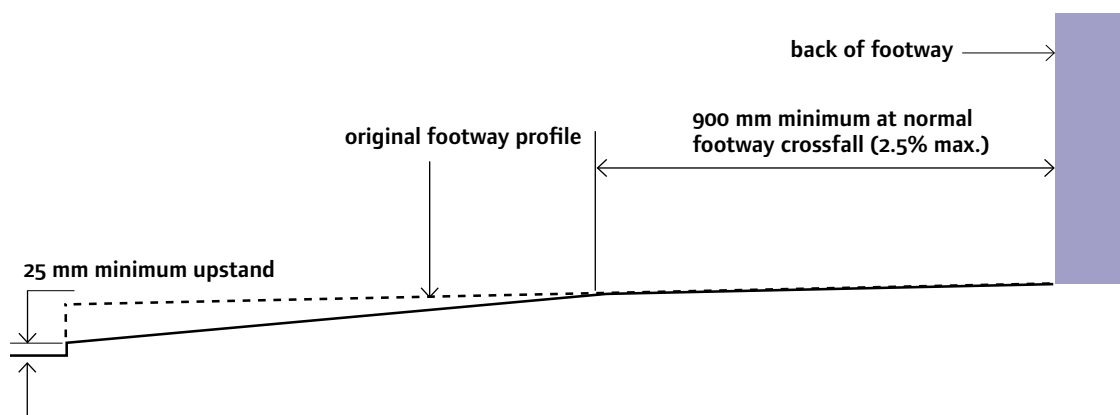 back of footway
900 mm minimum at normal
footway crossfall (2.5% max.)
original footway profile
25 mm minimum upstand